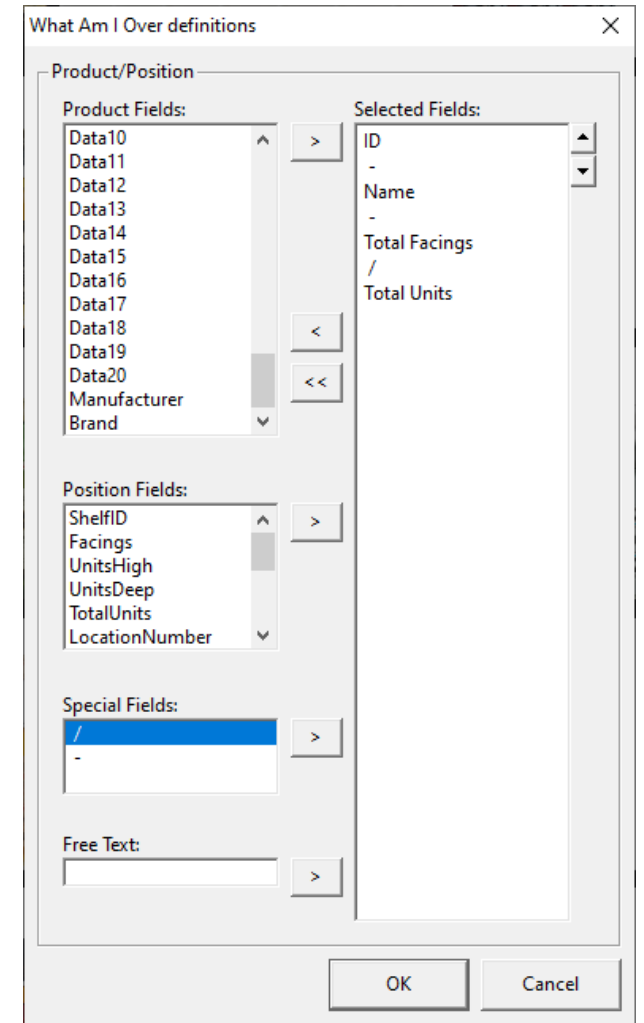 What Am I Over definitions
Product/Position
Product Fields:
Data10
Data11
Data12
Data13
Data14
Data15
Data16
Data17
Data18
Data19
Data20
Manufacturer
Brand
>
<
<<
Selected Fields:
ID
-
Name
-
Total Facings
/
Total Units
Position Fields:
ShelfID
Facings
UnitsHigh
UnitsDeep
TotalUnits
LocationNumber
>
Special Fields:
/
-
>
Free Text:
>
OK
Cancel